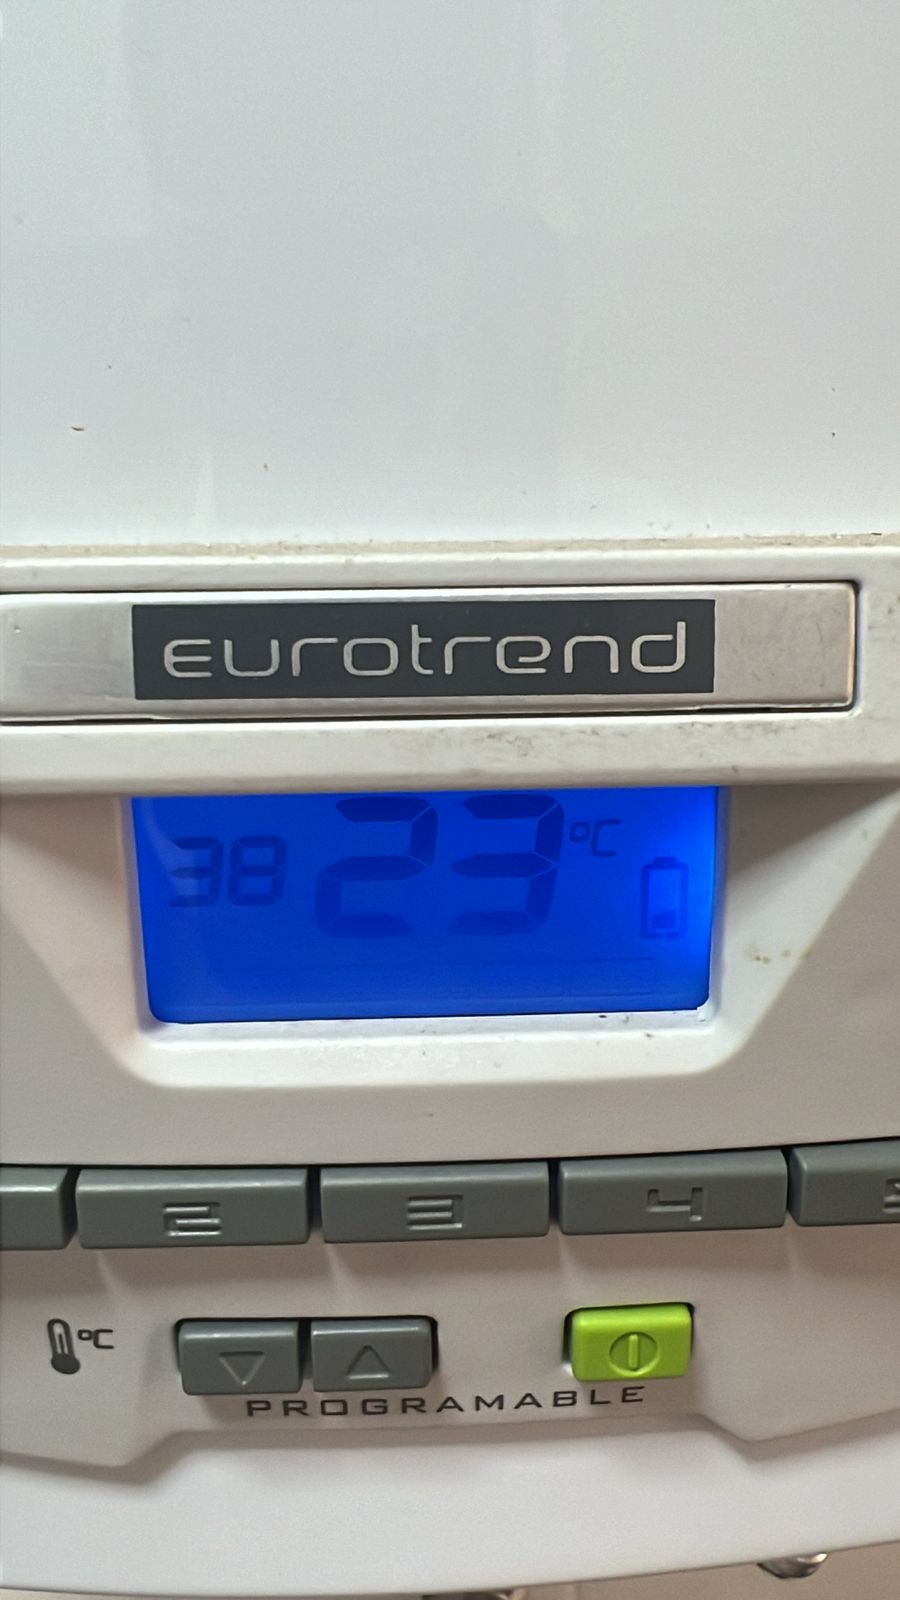 eurotrend
38 23 °C
2 3 4
°C
PROGRAMABLE